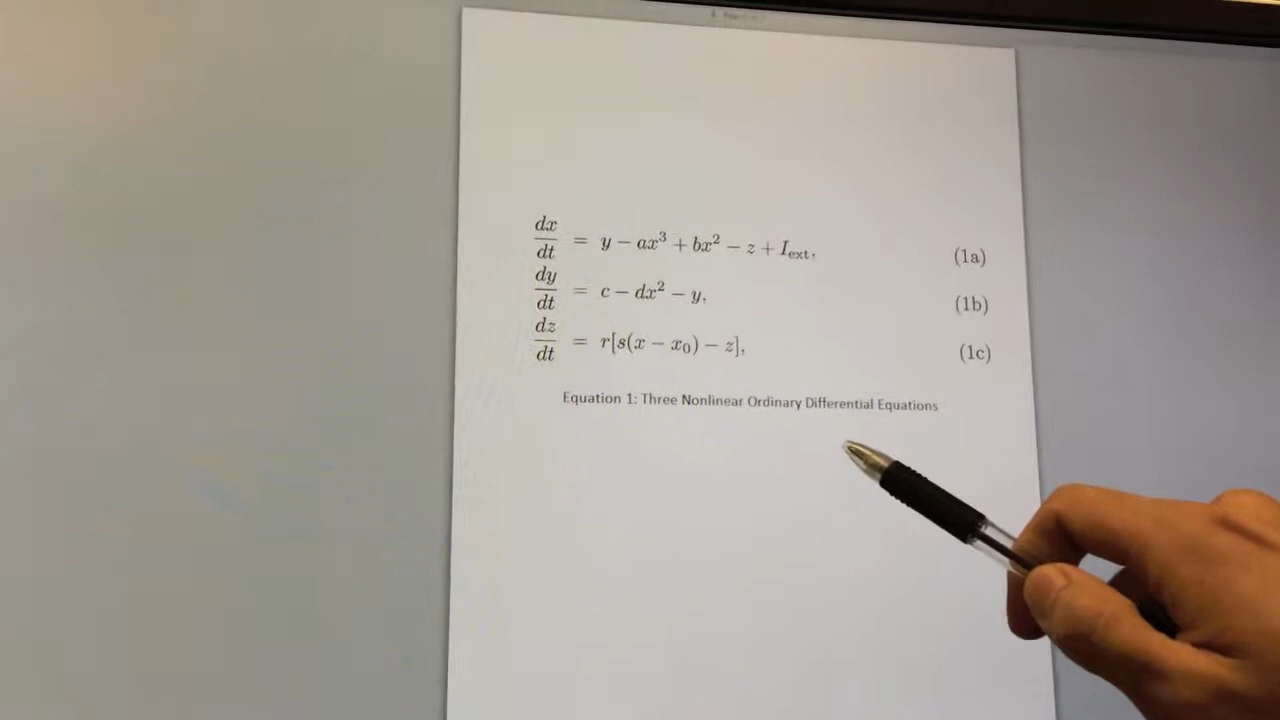 dx/dt = y − ax³ + bx² − z + I_ext, (1a)
dy/dt = c − dx² − y, (1b)
dz/dt = r[s(x − x₀) − z], (1c)
Equation 1: Three Nonlinear Ordinary Differential Equations